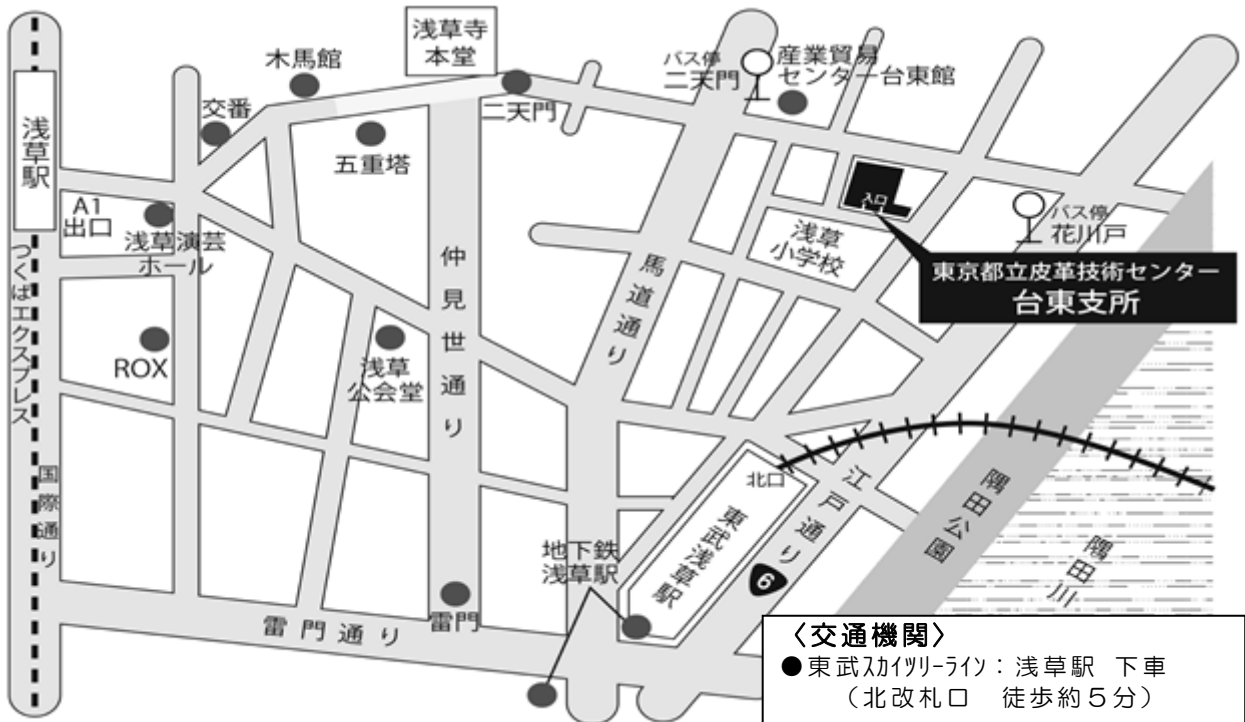 浅草寺
本堂
木馬館
交番
五重塔
二天門
バス停
二天門
産業貿易
センター台東館
浅草駅
A1
出口
浅草演芸
ホール
つくばエクスプレス
ROX
国際通り
浅草
公会堂
仲見世通り
馬道通り
浅草
小学校
入口
バス停
花川戸
東京都立皮革技術センター
台東支所
北口
江戸通り
6
東武浅草駅
地下鉄
浅草駅
雷門
雷門通り
隅田公園
隅田川
〈交通機関〉
●東武ｽｶｲﾂﾘｰﾗｲﾝ：浅草駅 下車
（北改札口 徒歩約５分）